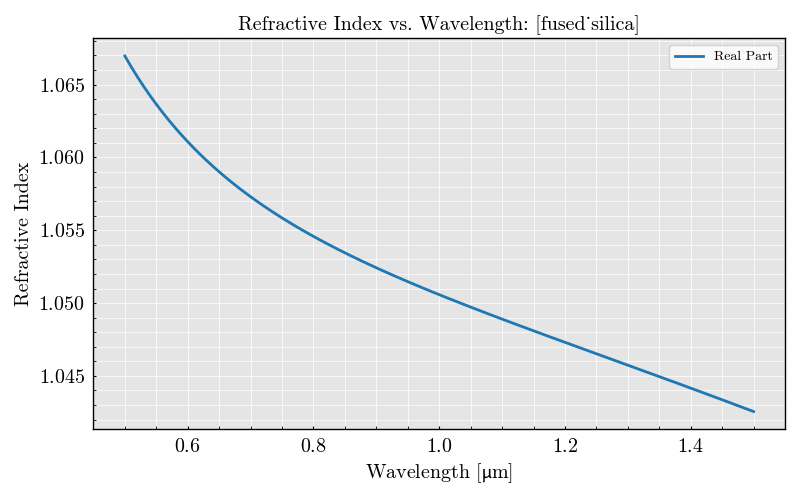 Refractive Index vs. Wavelength: [fused˙silica]
Real Part
Refractive Index
1.065
1.060
1.055
1.050
1.045
0.6 0.8 1.0 1.2 1.4
Wavelength [µm]